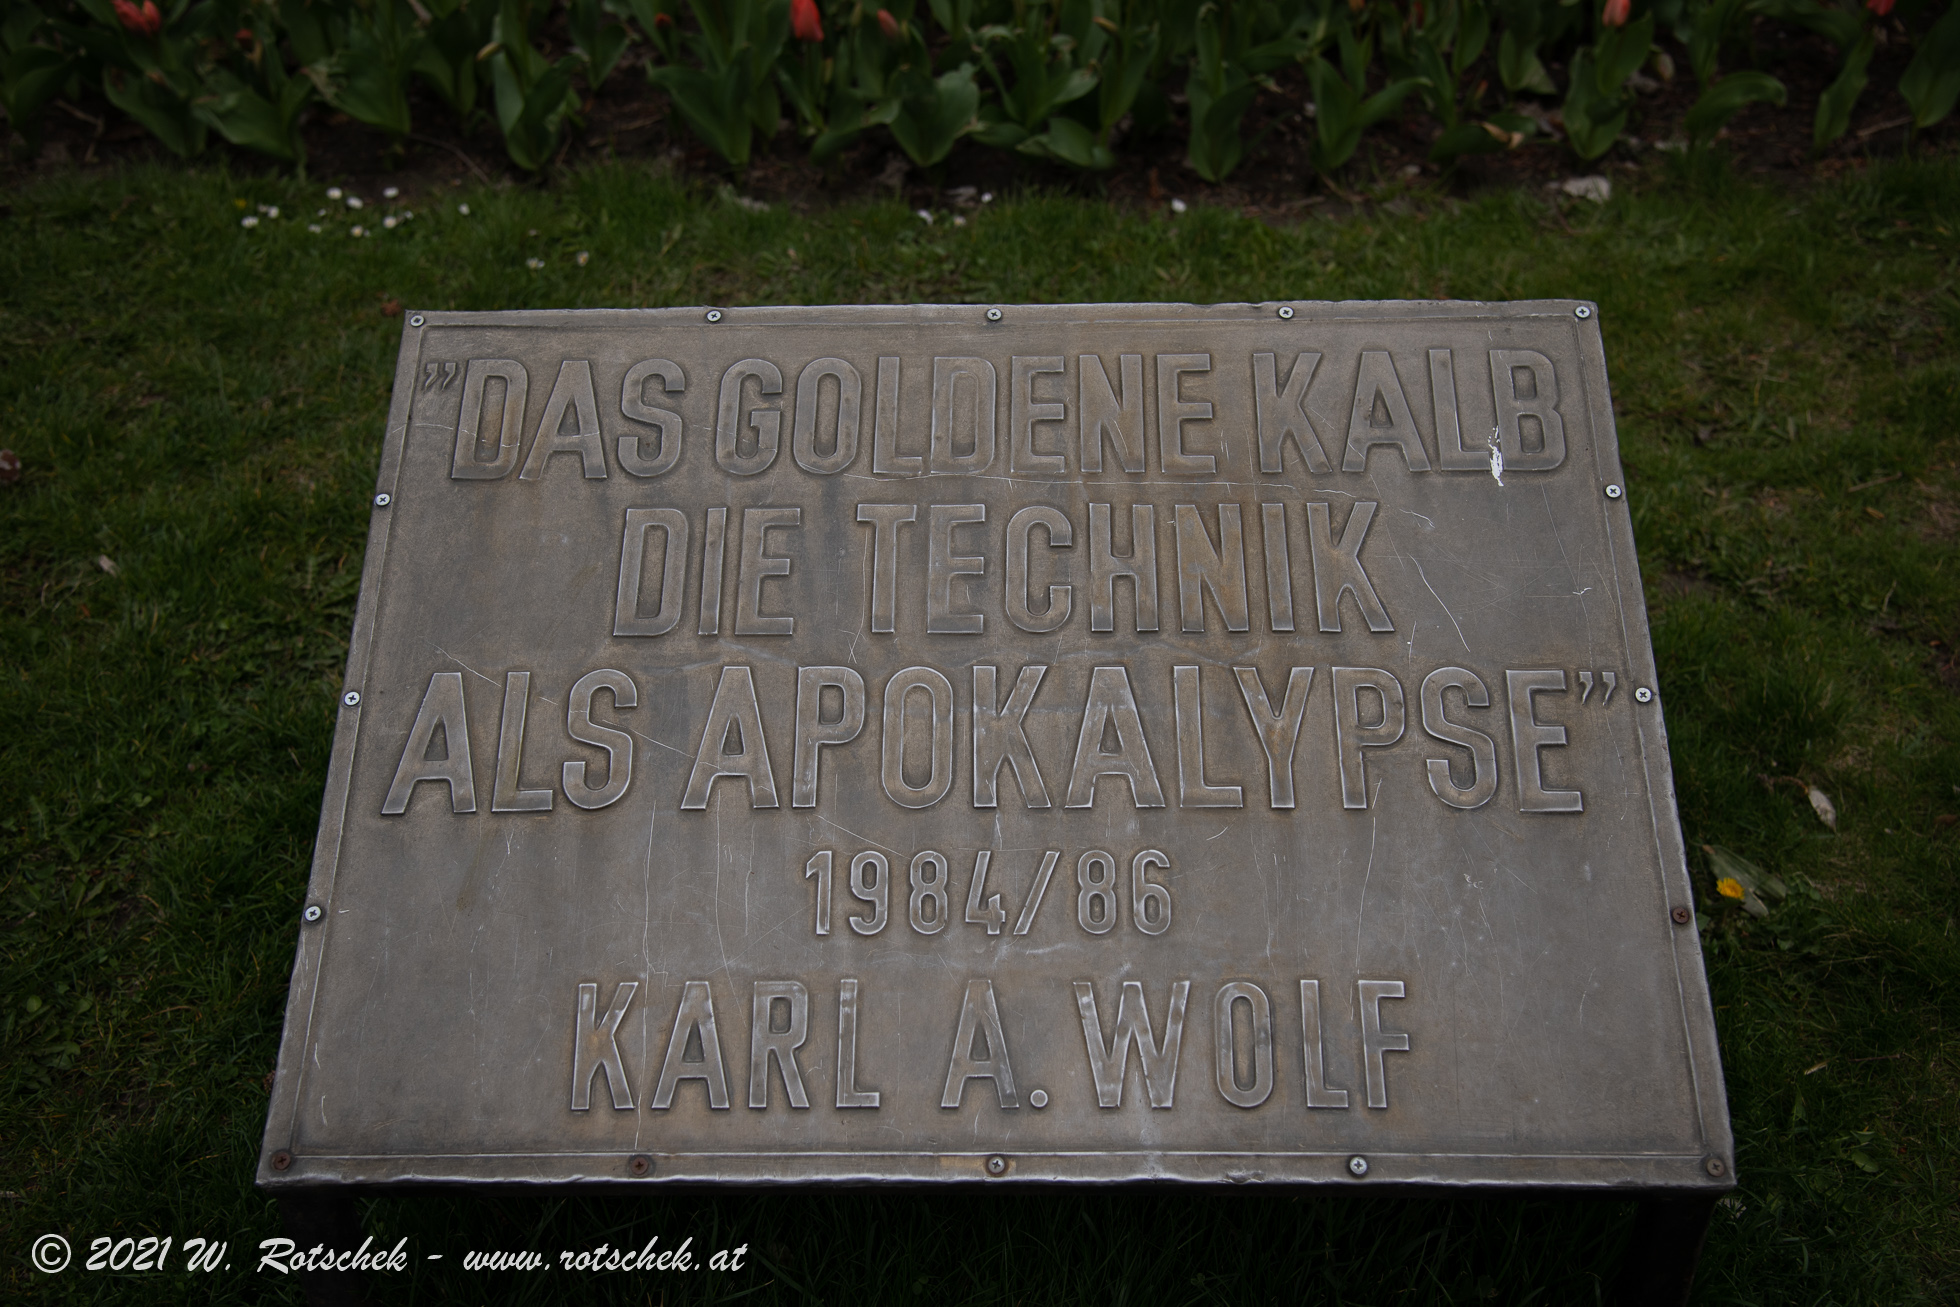 ”DAS GOLDENE KALB
DIE TECHNIK
ALS APOKALYPSE”
1984/86
KARL A. WOLF
© 2021 W. Rotschek - www.rotschek.at